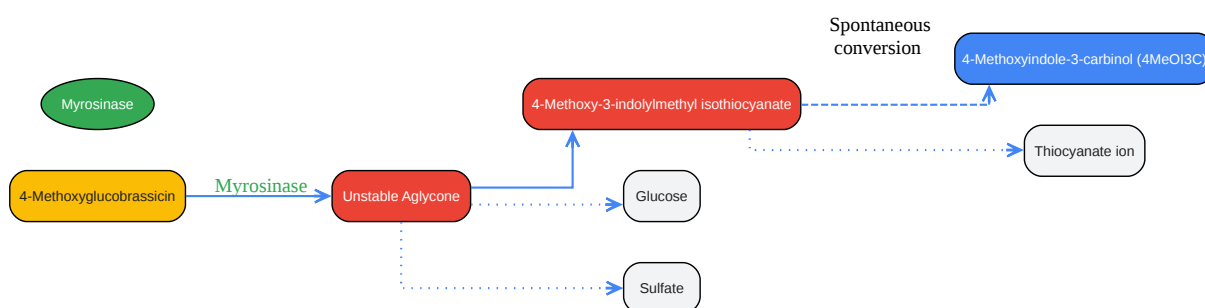 Spontaneous
conversion
4-Methoxyindole-3-carbinol (4MeOI3C)
Myrosinase
4-Methoxy-3-indolylmethyl isothiocyanate
Thiocyanate ion
4-Methoxyglucobrassicin
Myrosinase
Unstable Aglycone
Glucose
Sulfate